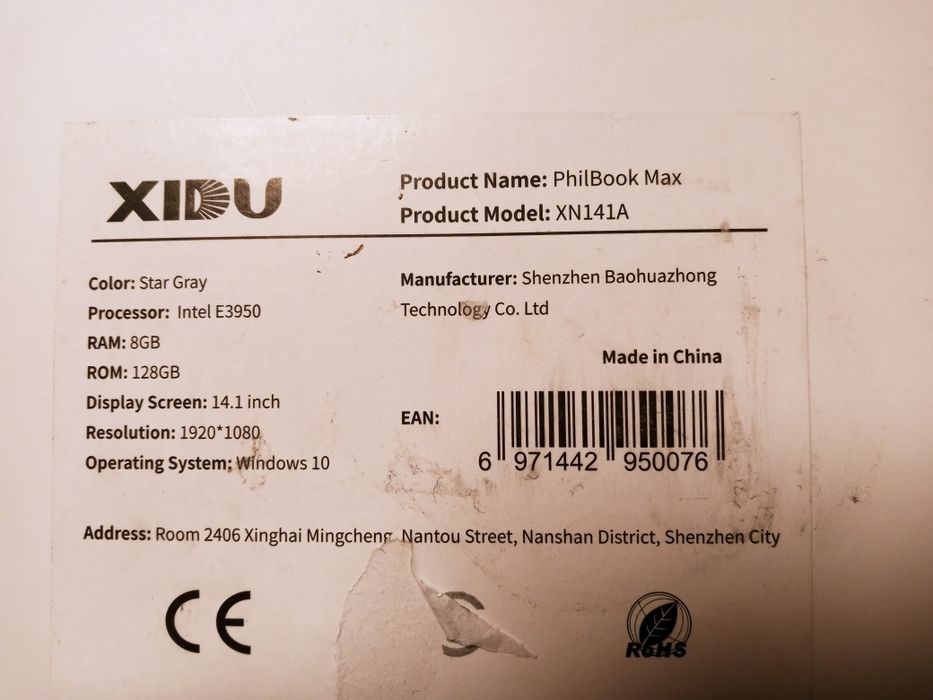 XIDU
Product Name: PhilBook Max
Product Model: XN141A
Color: Star Gray
Processor: Intel E3950
RAM: 8GB
ROM: 128GB
Display Screen: 14.1 inch
Resolution: 1920*1080
Operating System: Windows 10
Manufacturer: Shenzhen Baohuazhong
Technology Co. Ltd
Made in China
EAN:
6 971442 950076
Address: Room 2406 Xinghai Mingcheng Nantou Street, Nanshan District, Shenzhen City
CE
RoHS